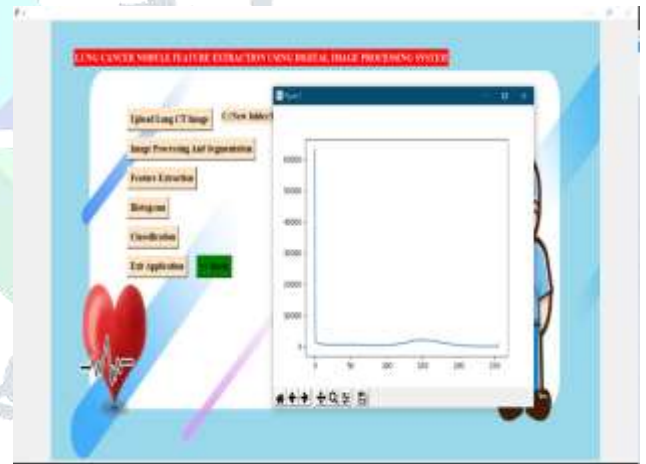 LUNG CANCER NODULE FEATURE EXTRACTION USING DIGITAL IMAGE PROCESSING SYSTEM
Figure 1
Upload Lung CT Image
C:/New folder/
Image Processing And Segmentation
Feature Extraction
Histogram
Classification
Exit Application
60000
50000
40000
30000
20000
10000
0
0 50 100 150 200 250